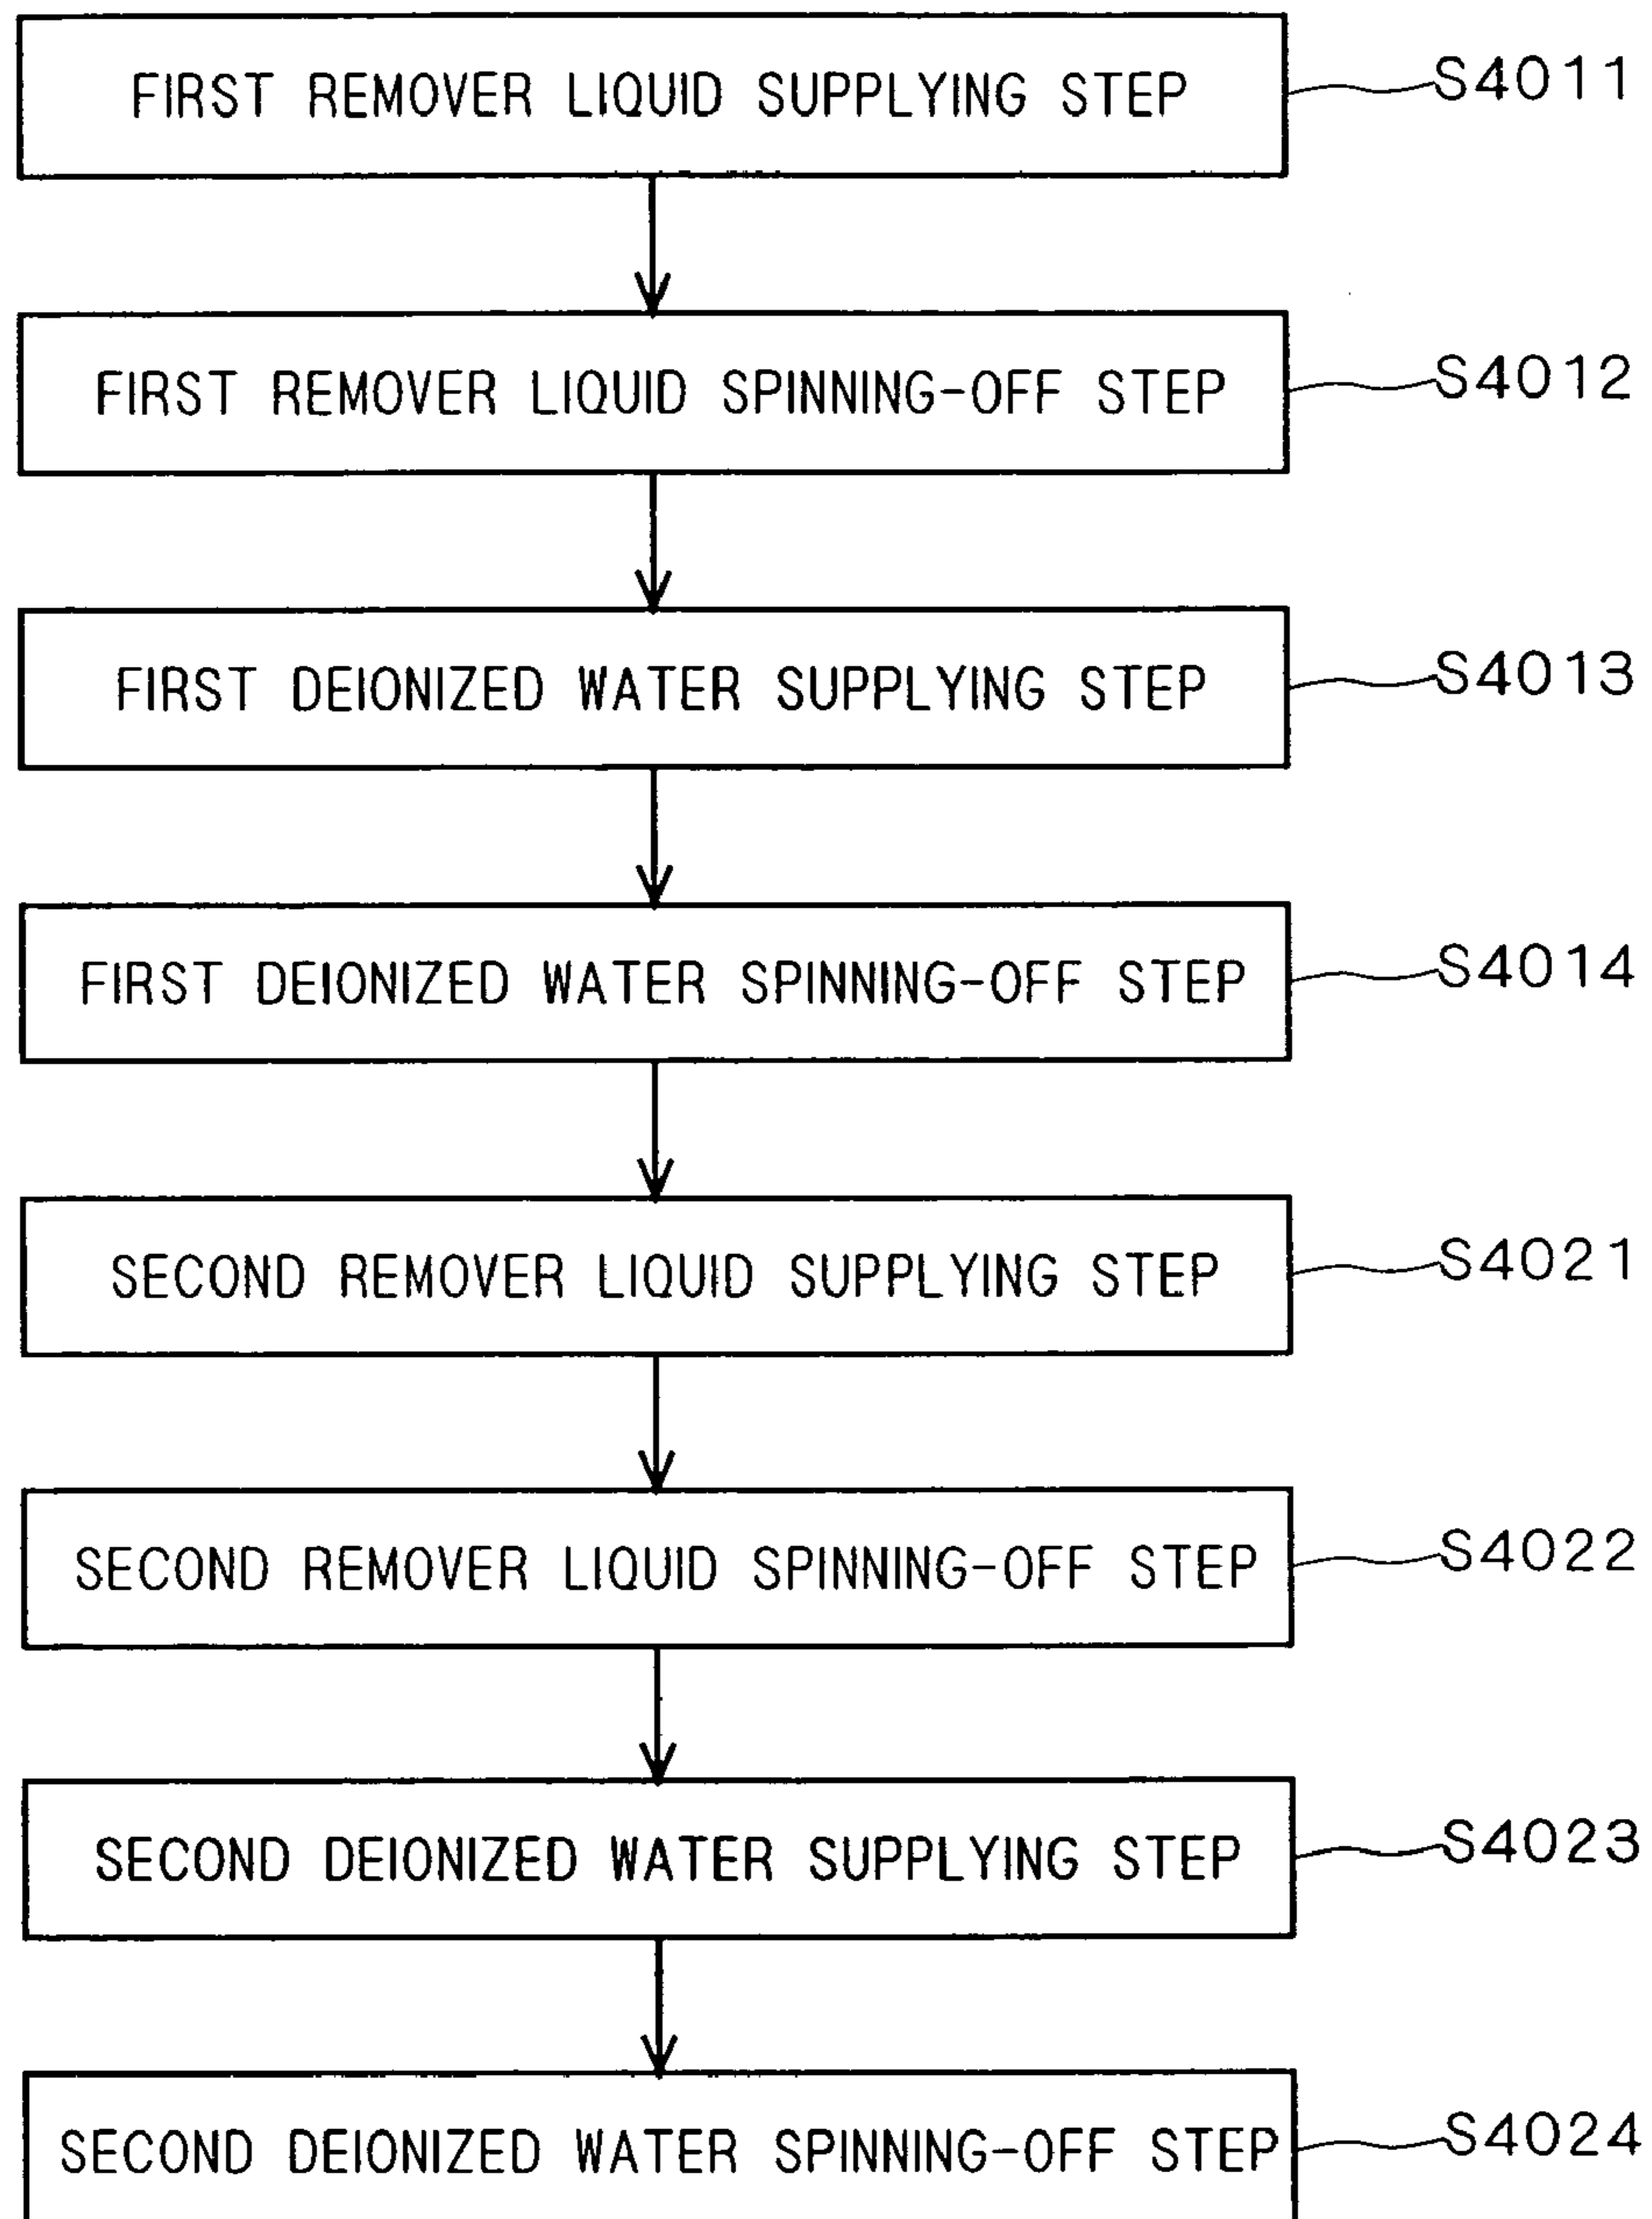 FIRST REMOVER LIQUID SUPPLYING STEP S4011
FIRST REMOVER LIQUID SPINNING-OFF STEP S4012
FIRST DEIONIZED WATER SUPPLYING STEP S4013
FIRST DEIONIZED WATER SPINNING-OFF STEP S4014
SECOND REMOVER LIQUID SUPPLYING STEP S4021
SECOND REMOVER LIQUID SPINNING-OFF STEP S4022
SECOND DEIONIZED WATER SUPPLYING STEP S4023
SECOND DEIONIZED WATER SPINNING-OFF STEP S4024